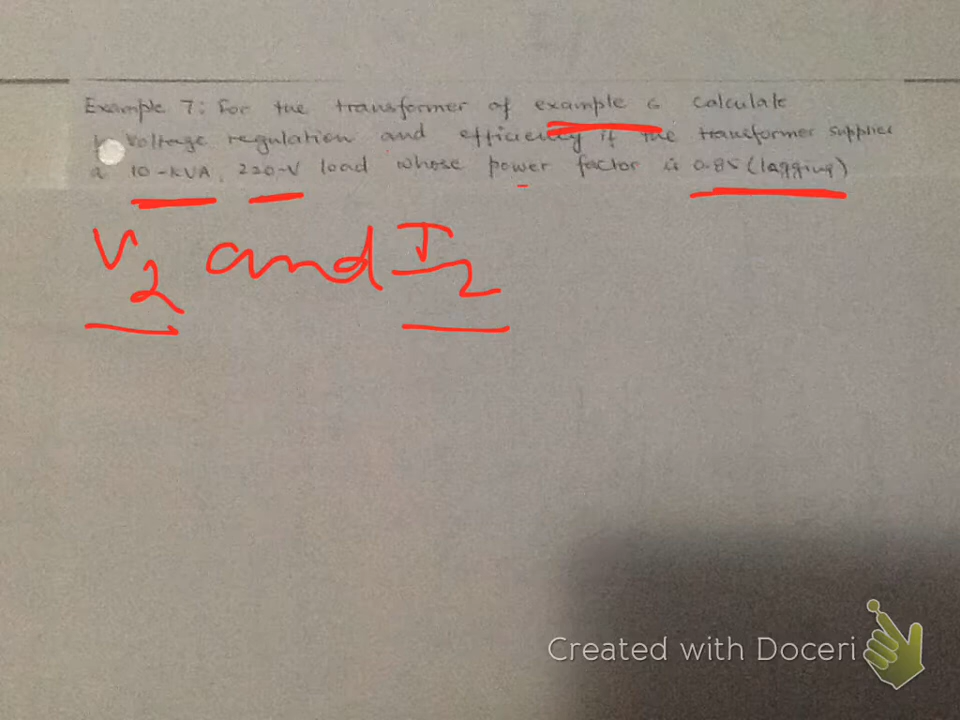 Example 7: For the transformer of example 6 calculate
voltage regulation and efficiency if the transformer supplies
a 10-kVA, 220-V load whose power factor is 0.85 (lagging)
V2 and I2
Created with Doceri